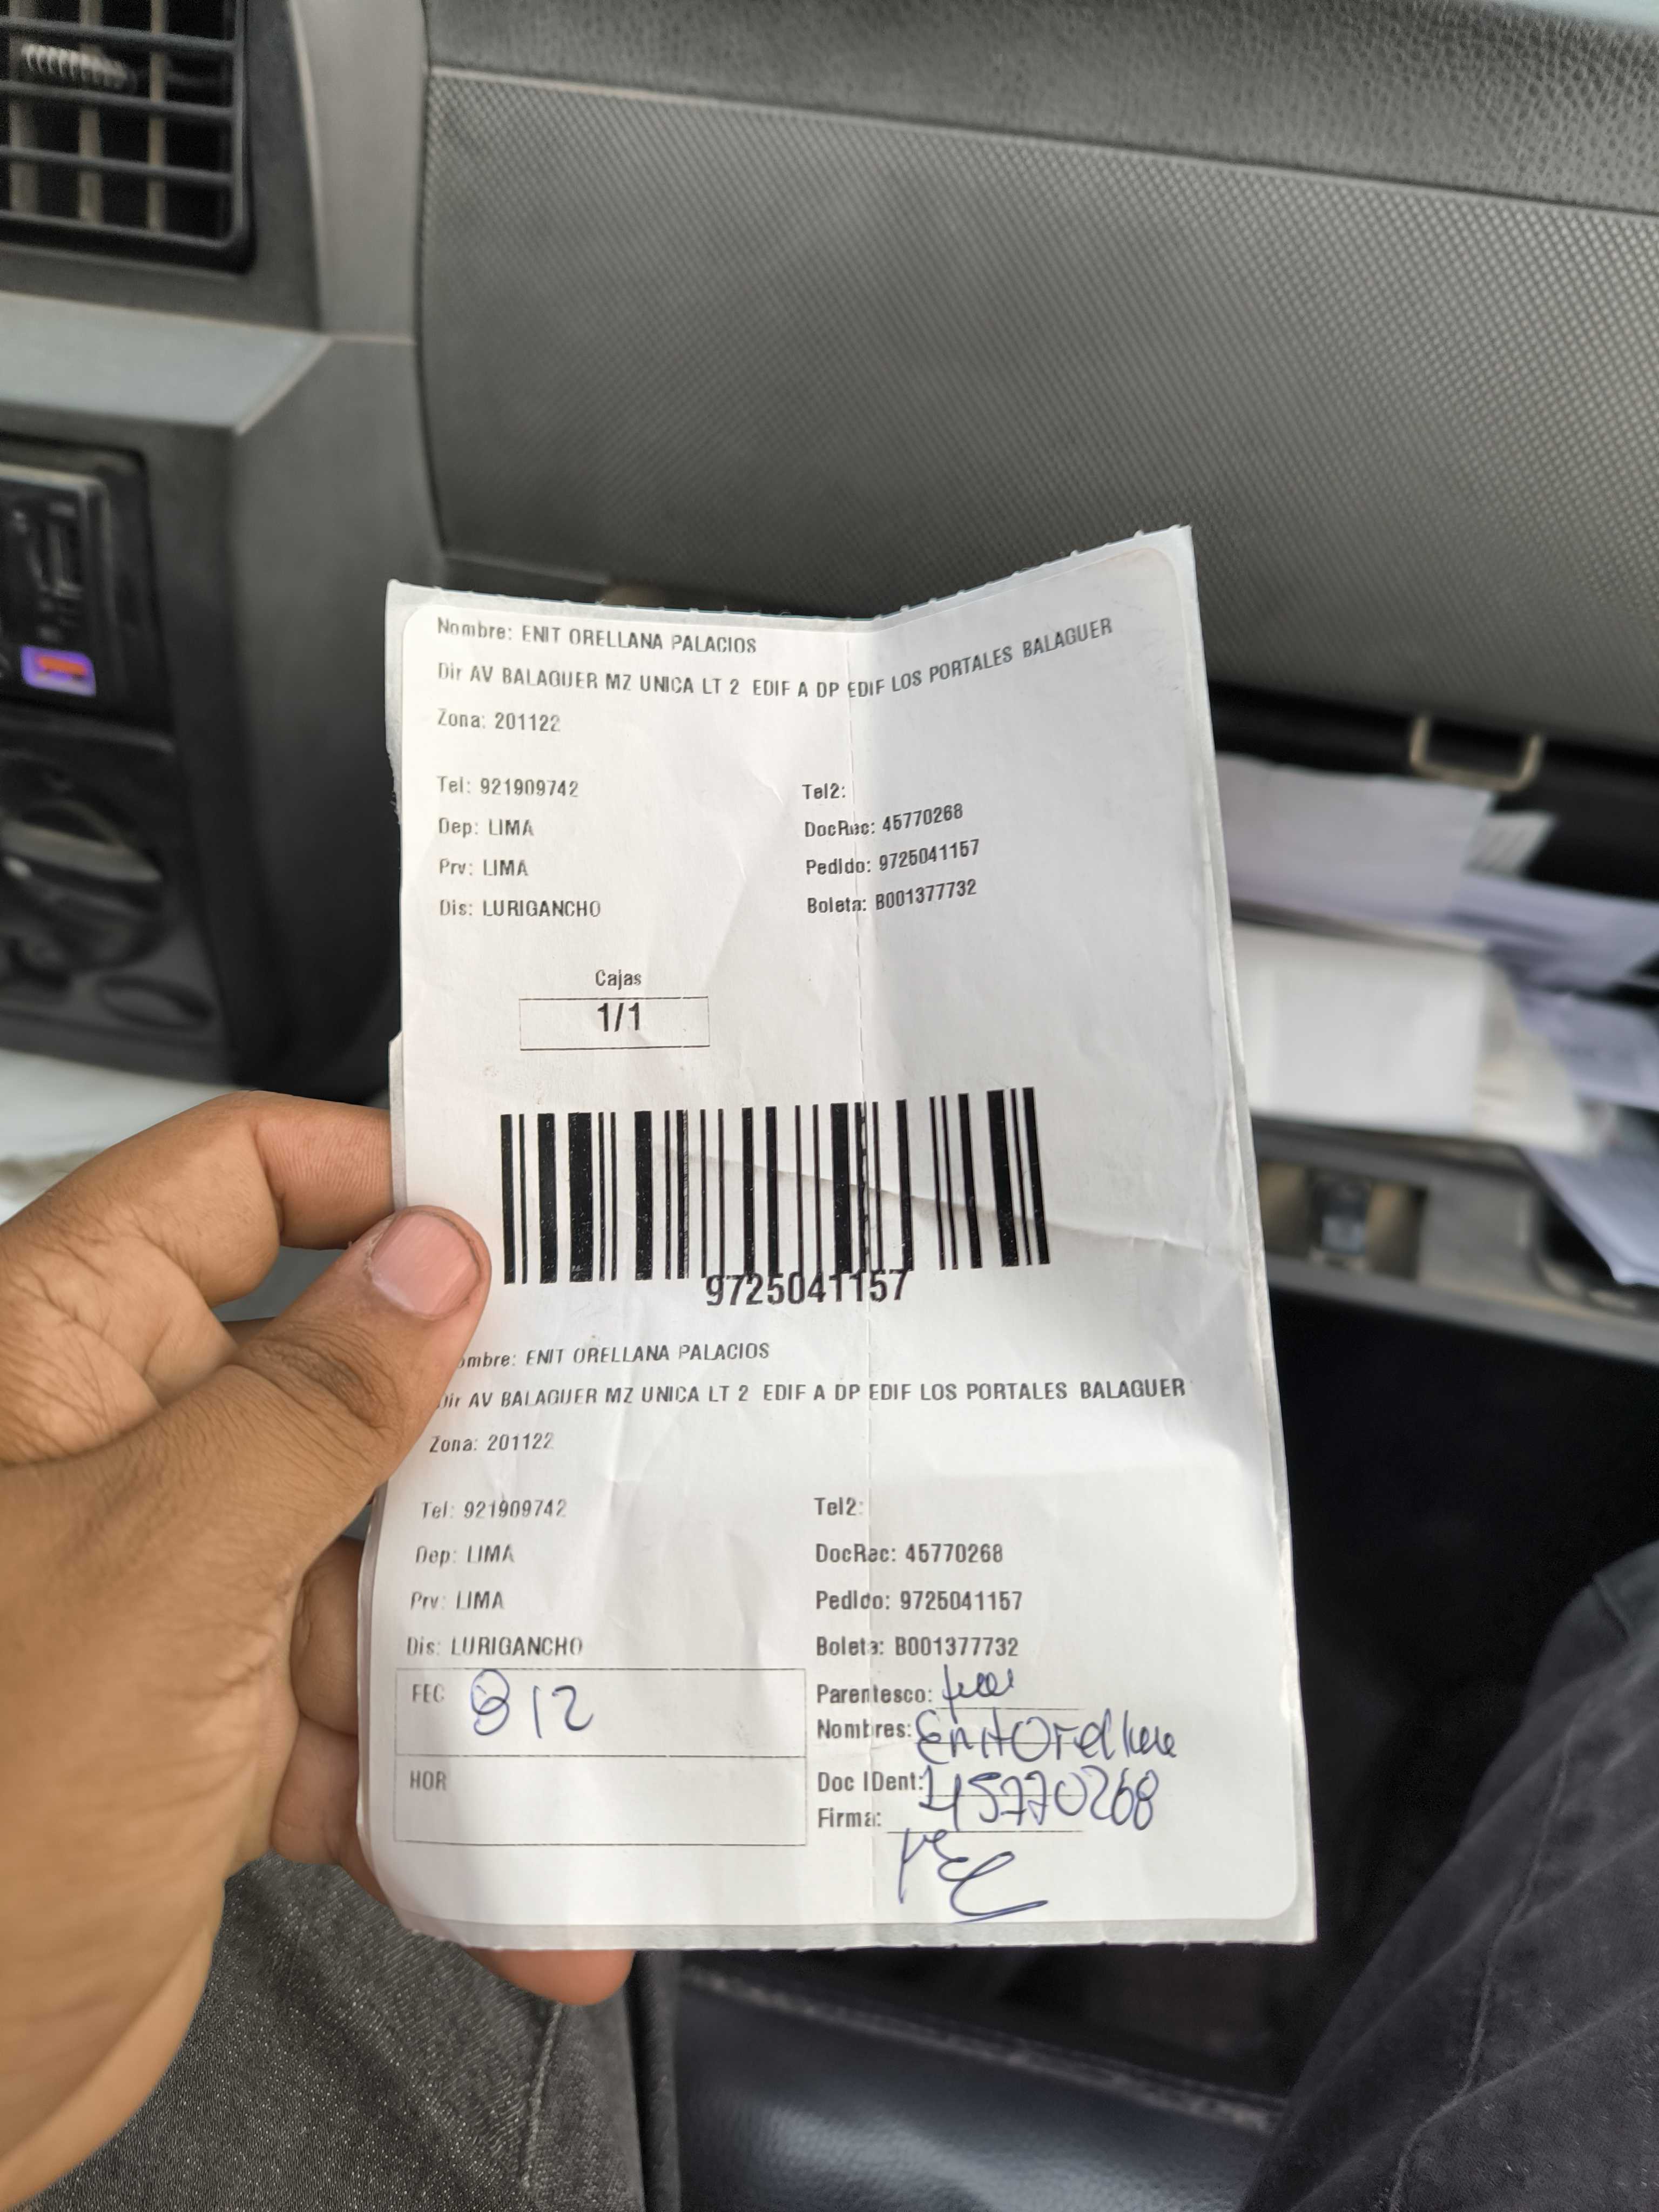 Nombre: ENIT ORELLANA PALACIOS
Dir AV BALAGUER MZ UNICA LT 2 EDIF A DP EDIF LOS PORTALES BALAGUER
Zona: 201122
Tel: 921909742 Tel2:
Dep: LIMA DocRec: 45770268
Prv: LIMA Pedido: 9725041157
Dis: LURIGANCHO Boleta: B001377732
Cajas
1/1
9725041157
ombre: ENIT ORELLANA PALACIOS
Dir AV BALAGUER MZ UNICA LT 2 EDIF A DP EDIF LOS PORTALES BALAGUER
Zona: 201122
Tel: 921909742 Tel2:
Dep: LIMA DocRec: 45770268
Prv: LIMA Pedido: 9725041157
Dis: LURIGANCHO Boleta: B001377732
FEC 8 12 Parentesco:
Nombres: Enit Orellana
HOR Doc IDent: 45770268
Firma: